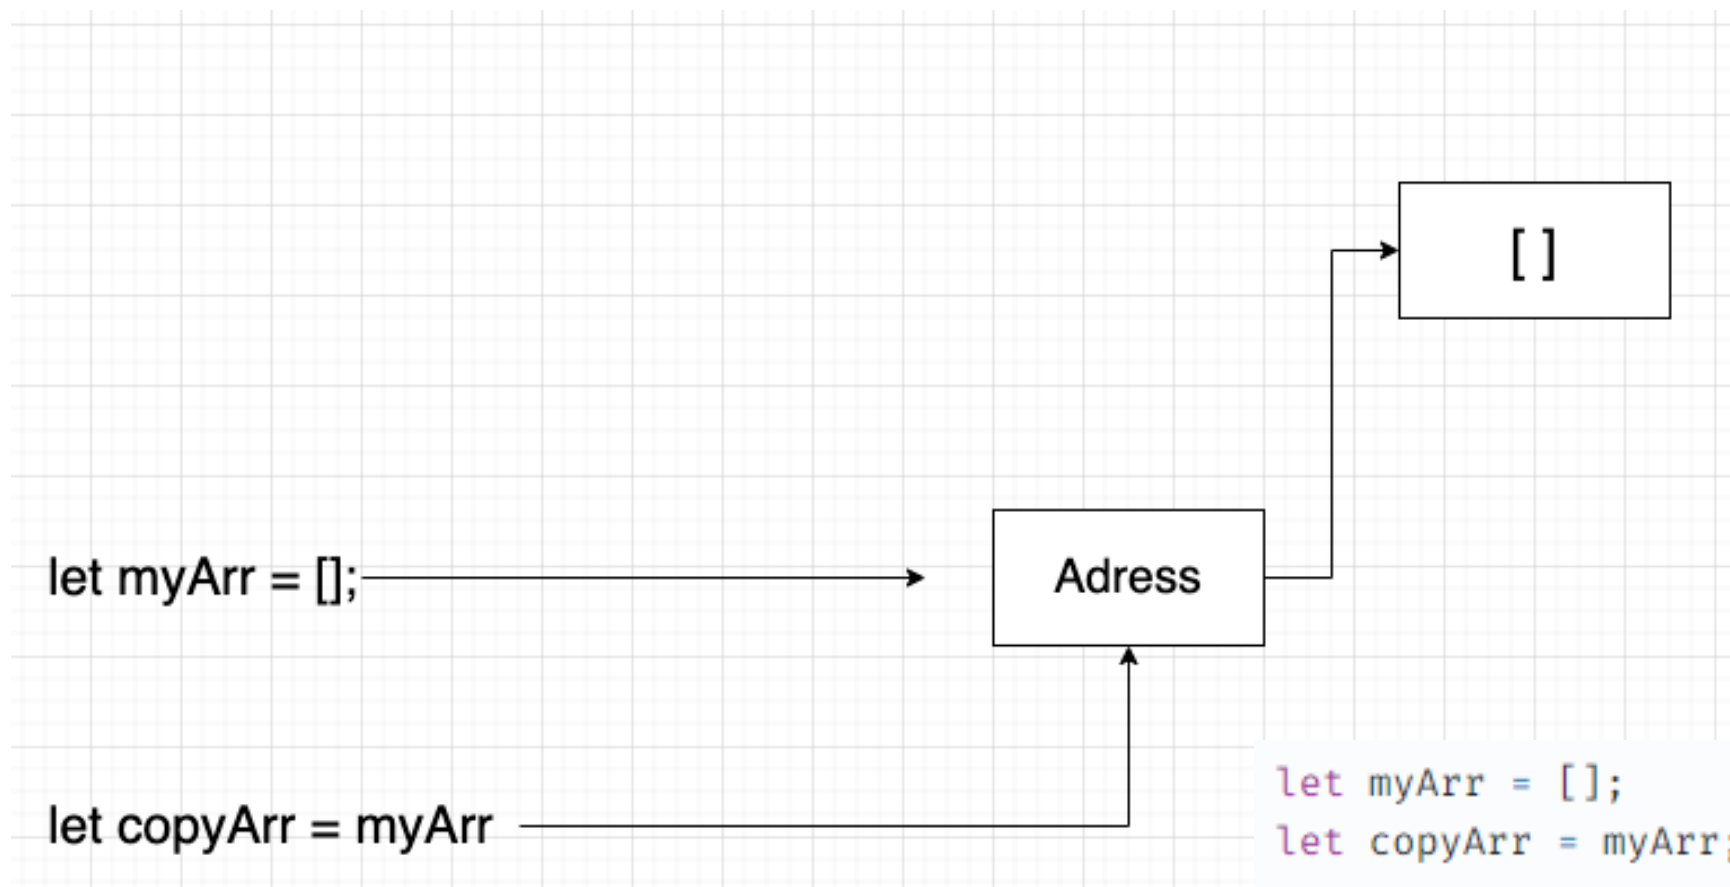 [ ]
let myArr = [];
Adress
let copyArr = myArr
let myArr = [];
let copyArr = myArr;